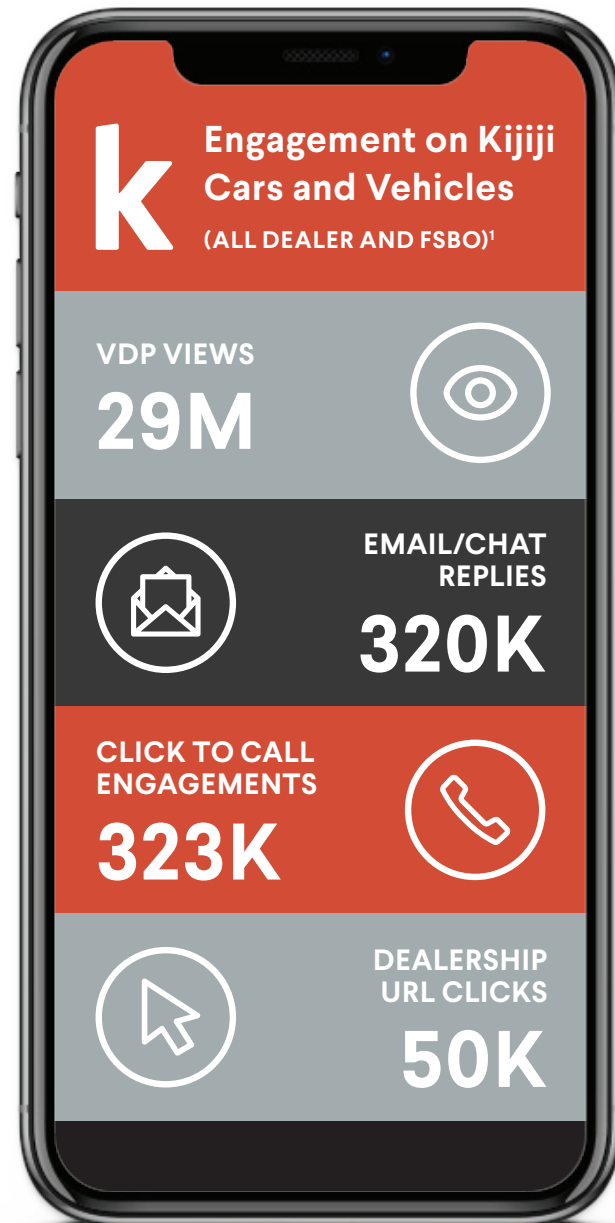 k
Engagement on Kijiji
Cars and Vehicles
(ALL DEALER AND FSBO)¹
VDP VIEWS
29M
EMAIL/CHAT
REPLIES
320K
CLICK TO CALL
ENGAGEMENTS
323K
DEALERSHIP
URL CLICKS
50K